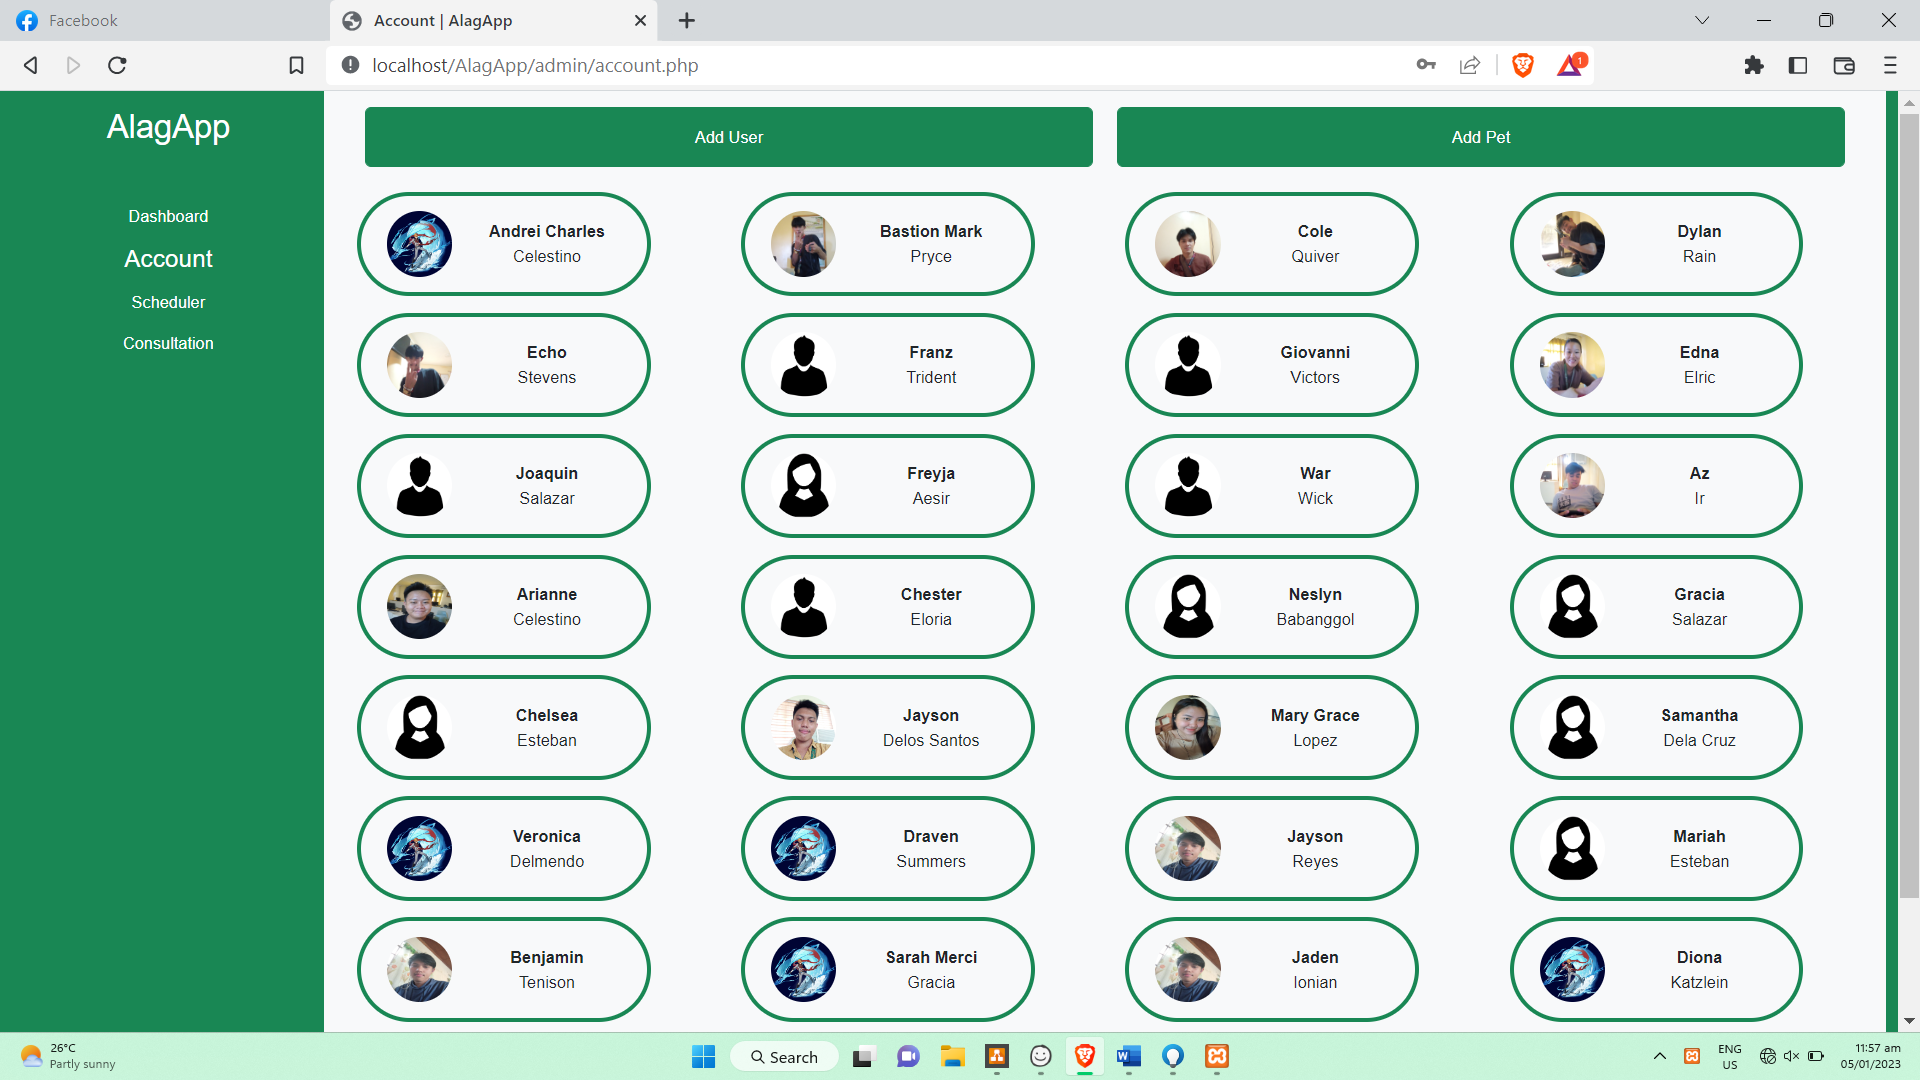 Facebook
Account | AlagApp
localhost/AlagApp/admin/account.php
1
AlagApp
Dashboard
Account
Scheduler
Consultation
Add User
Add Pet
Andrei Charles
Celestino
Bastion Mark
Pryce
Cole
Quiver
Dylan
Rain
Echo
Stevens
Franz
Trident
Giovanni
Victors
Edna
Elric
Joaquin
Salazar
Freyja
Aesir
War
Wick
Az
Ir
Arianne
Celestino
Chester
Eloria
Neslyn
Babanggol
Gracia
Salazar
Chelsea
Esteban
Jayson
Delos Santos
Mary Grace
Lopez
Samantha
Dela Cruz
Veronica
Delmendo
Draven
Summers
Jayson
Reyes
Mariah
Esteban
Benjamin
Tenison
Sarah Merci
Gracia
Jaden
Ionian
Diona
Katzlein
26°C
Partly sunny
Search
W
ENG
US
11:57 am
05/01/2023